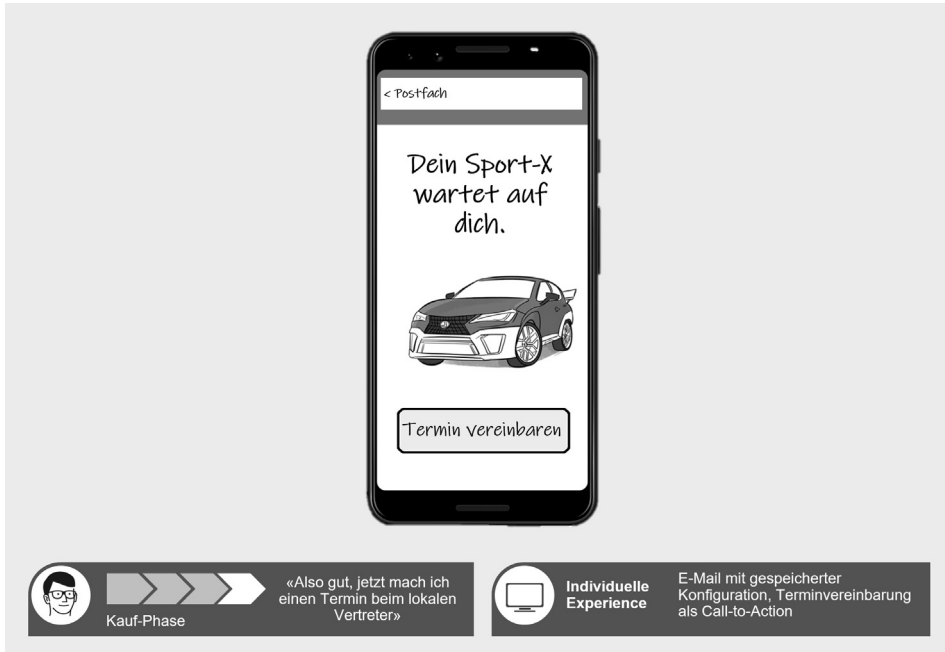 < Postfach
Dein Sport-X
wartet auf
dich.
Termin vereinbaren
Kauf-Phase
«Also gut, jetzt mach ich
einen Termin beim lokalen
Vertreter»
Individuelle
Experience
E-Mail mit gespeicherter
Konfiguration, Terminvereinbarung
als Call-to-Action